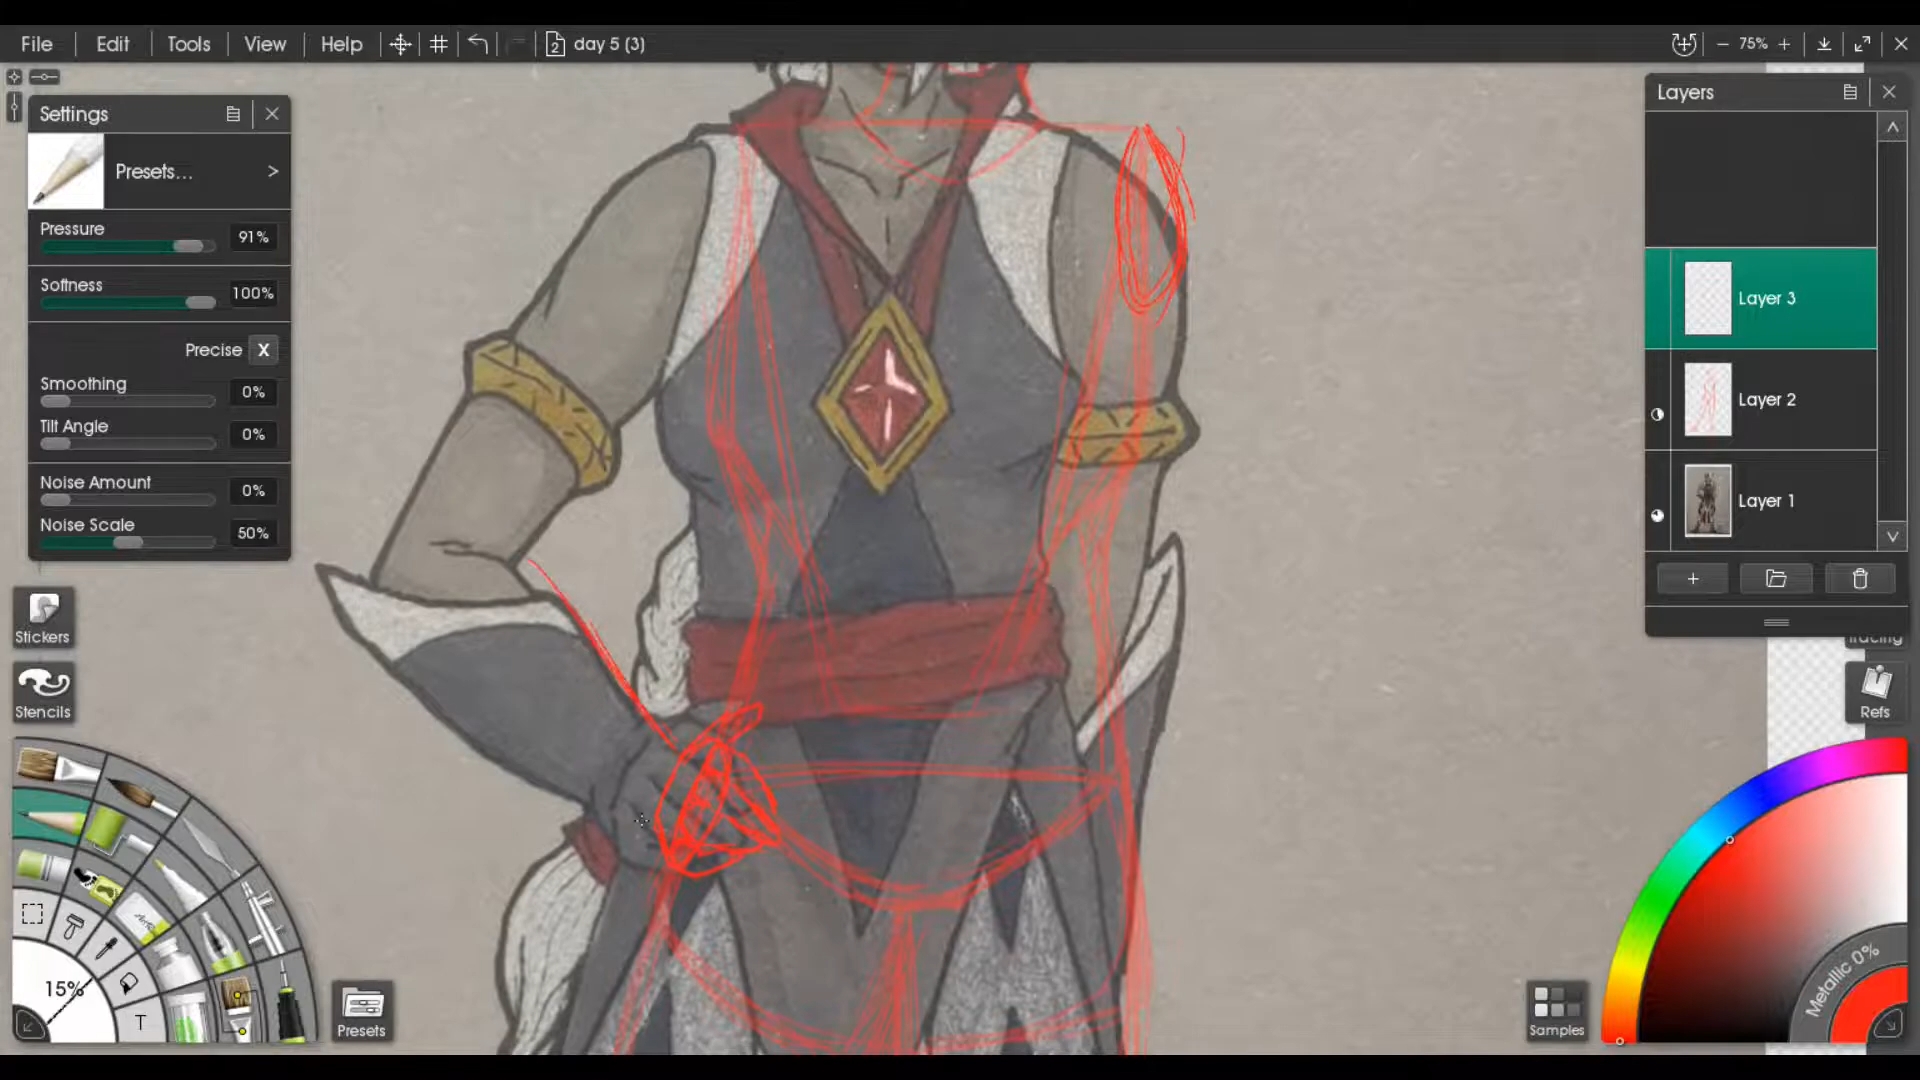 File Edit Tools View Help 2 day 5 (3) 75%
Settings
Presets... >
Pressure
91%
Softness
100%
Precise X
Smoothing
0%
Tilt Angle
0%
Noise Amount
0%
Noise Scale
50%
Stickers
Stencils
15%
T
Presets
Layers
Layer 3
Layer 2
Layer 1
Tracing
Refs
Metallic 0%
Samples